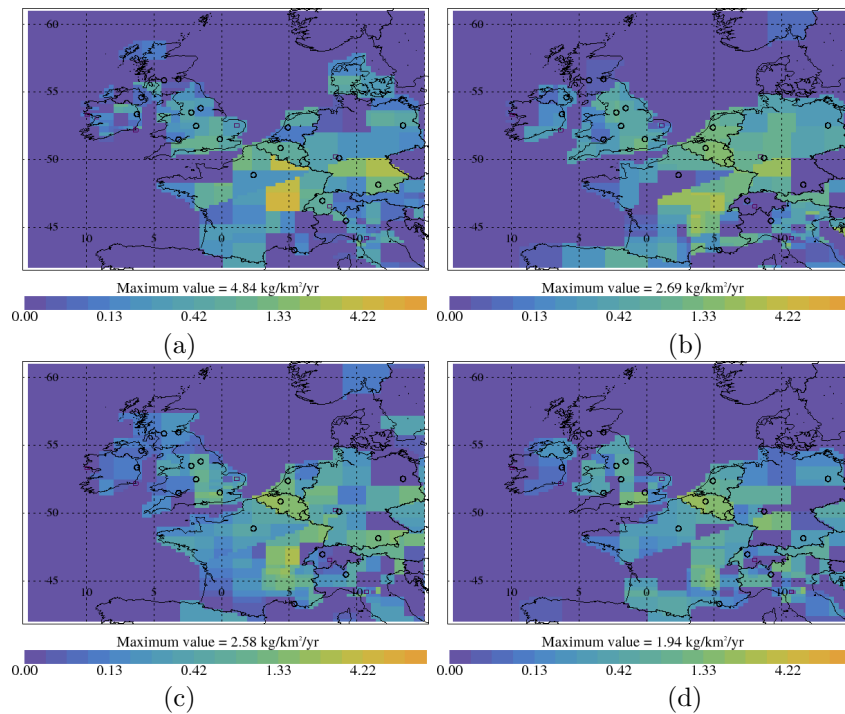 60
55
50
45
10 5 0 5 10
60
55
50
45
10 5 0 5 10
Maximum value = 4.84 kg/km²/yr
0.00 0.13 0.42 1.33 4.22
(a)
Maximum value = 2.69 kg/km²/yr
0.00 0.13 0.42 1.33 4.22
(b)
60
55
50
45
10 5 0 5 10
60
55
50
45
10 5 0 5 10
Maximum value = 2.58 kg/km²/yr
0.00 0.13 0.42 1.33 4.22
(c)
Maximum value = 1.94 kg/km²/yr
0.00 0.13 0.42 1.33 4.22
(d)